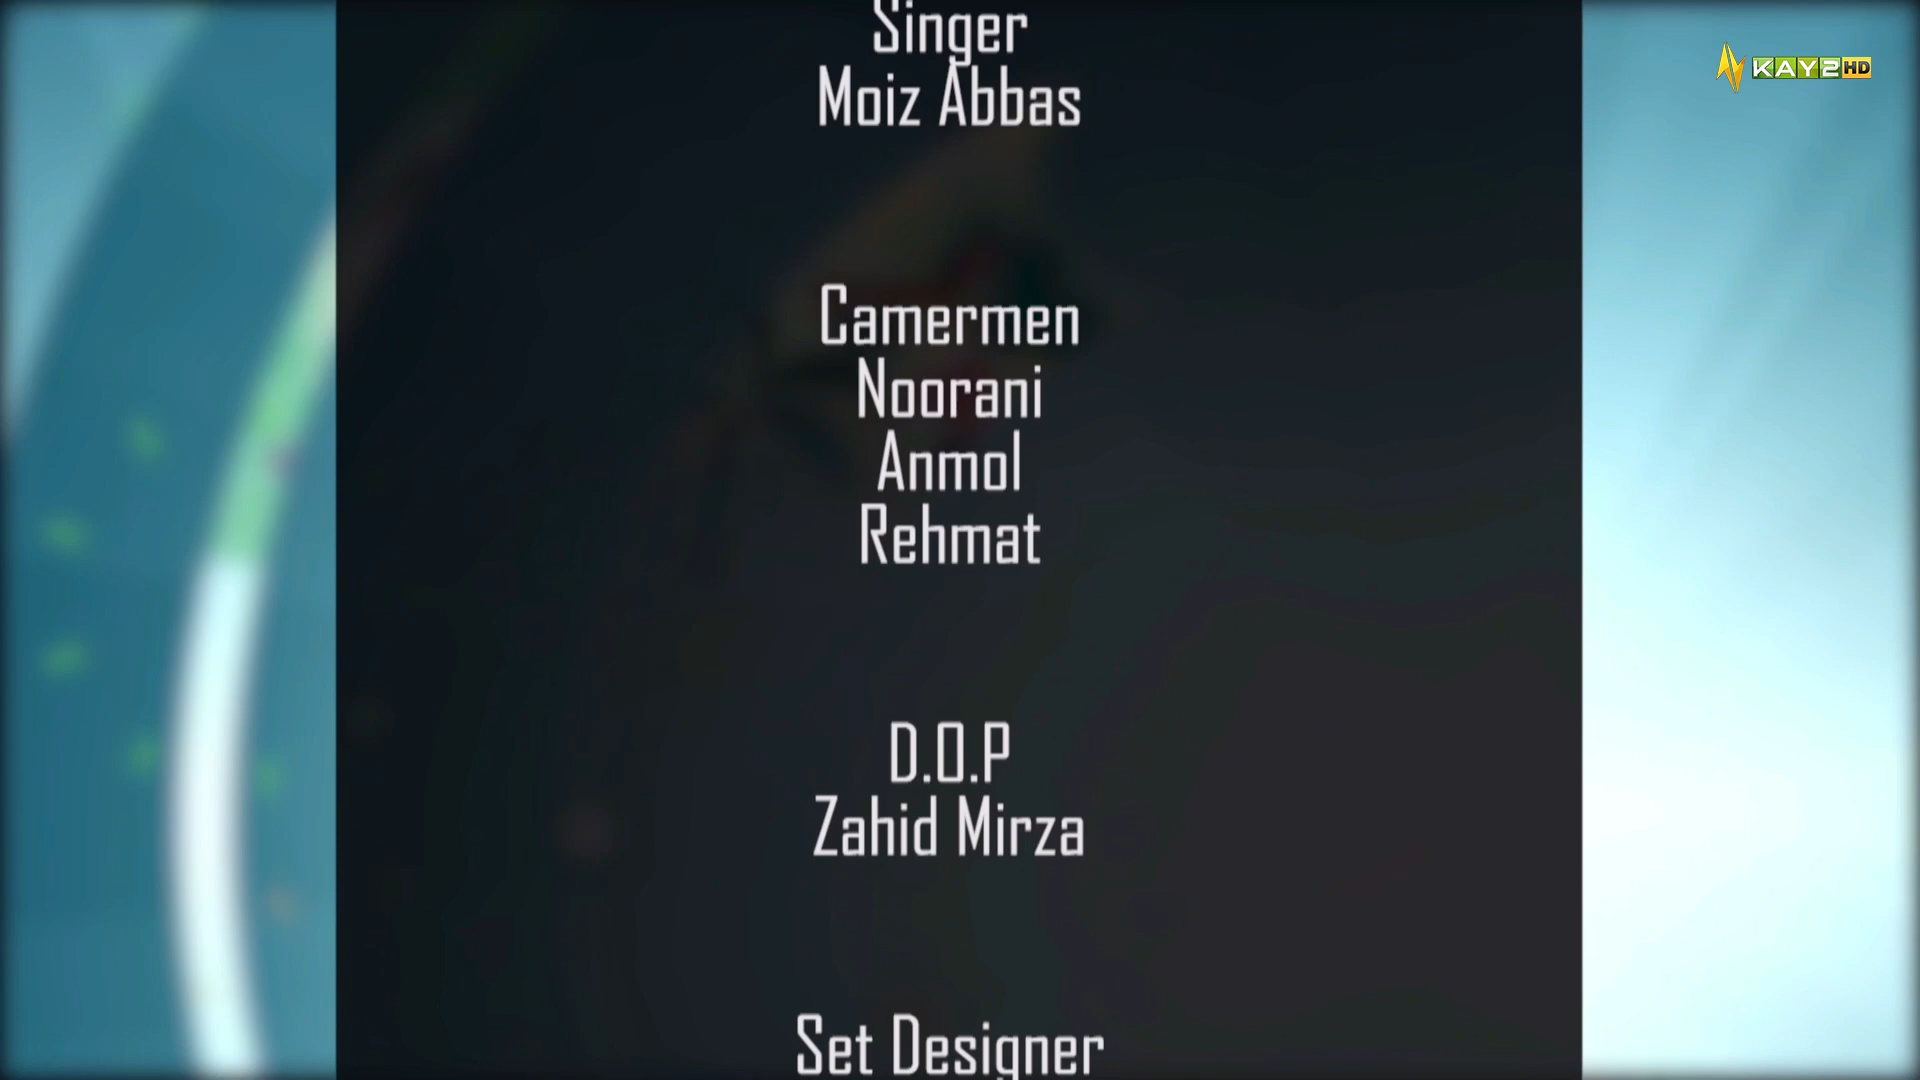 Singer
KAY2 HD
Moiz Abbas
Camermen
Noorani
Anmol
Rehmat
D.O.P
Zahid Mirza
Set Designer